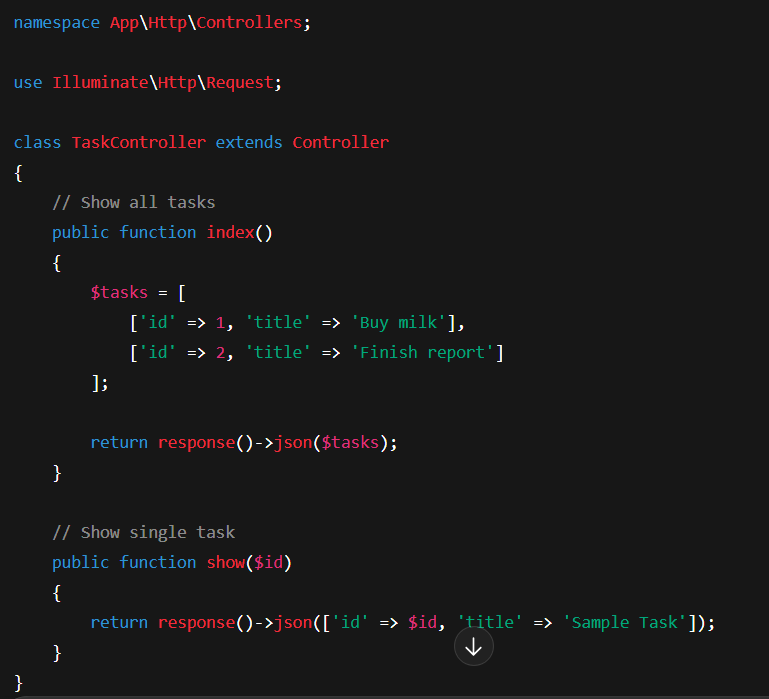 namespace App\Http\Controllers;
use Illuminate\Http\Request;
class TaskController extends Controller
{
    // Show all tasks
    public function index()
    {
        $tasks = [
            ['id' => 1, 'title' => 'Buy milk'],
            ['id' => 2, 'title' => 'Finish report']
        ];
        return response()->json($tasks);
    }
    // Show single task
    public function show($id)
    {
        return response()->json(['id' => $id, 'title' => 'Sample Task']);
    }
}